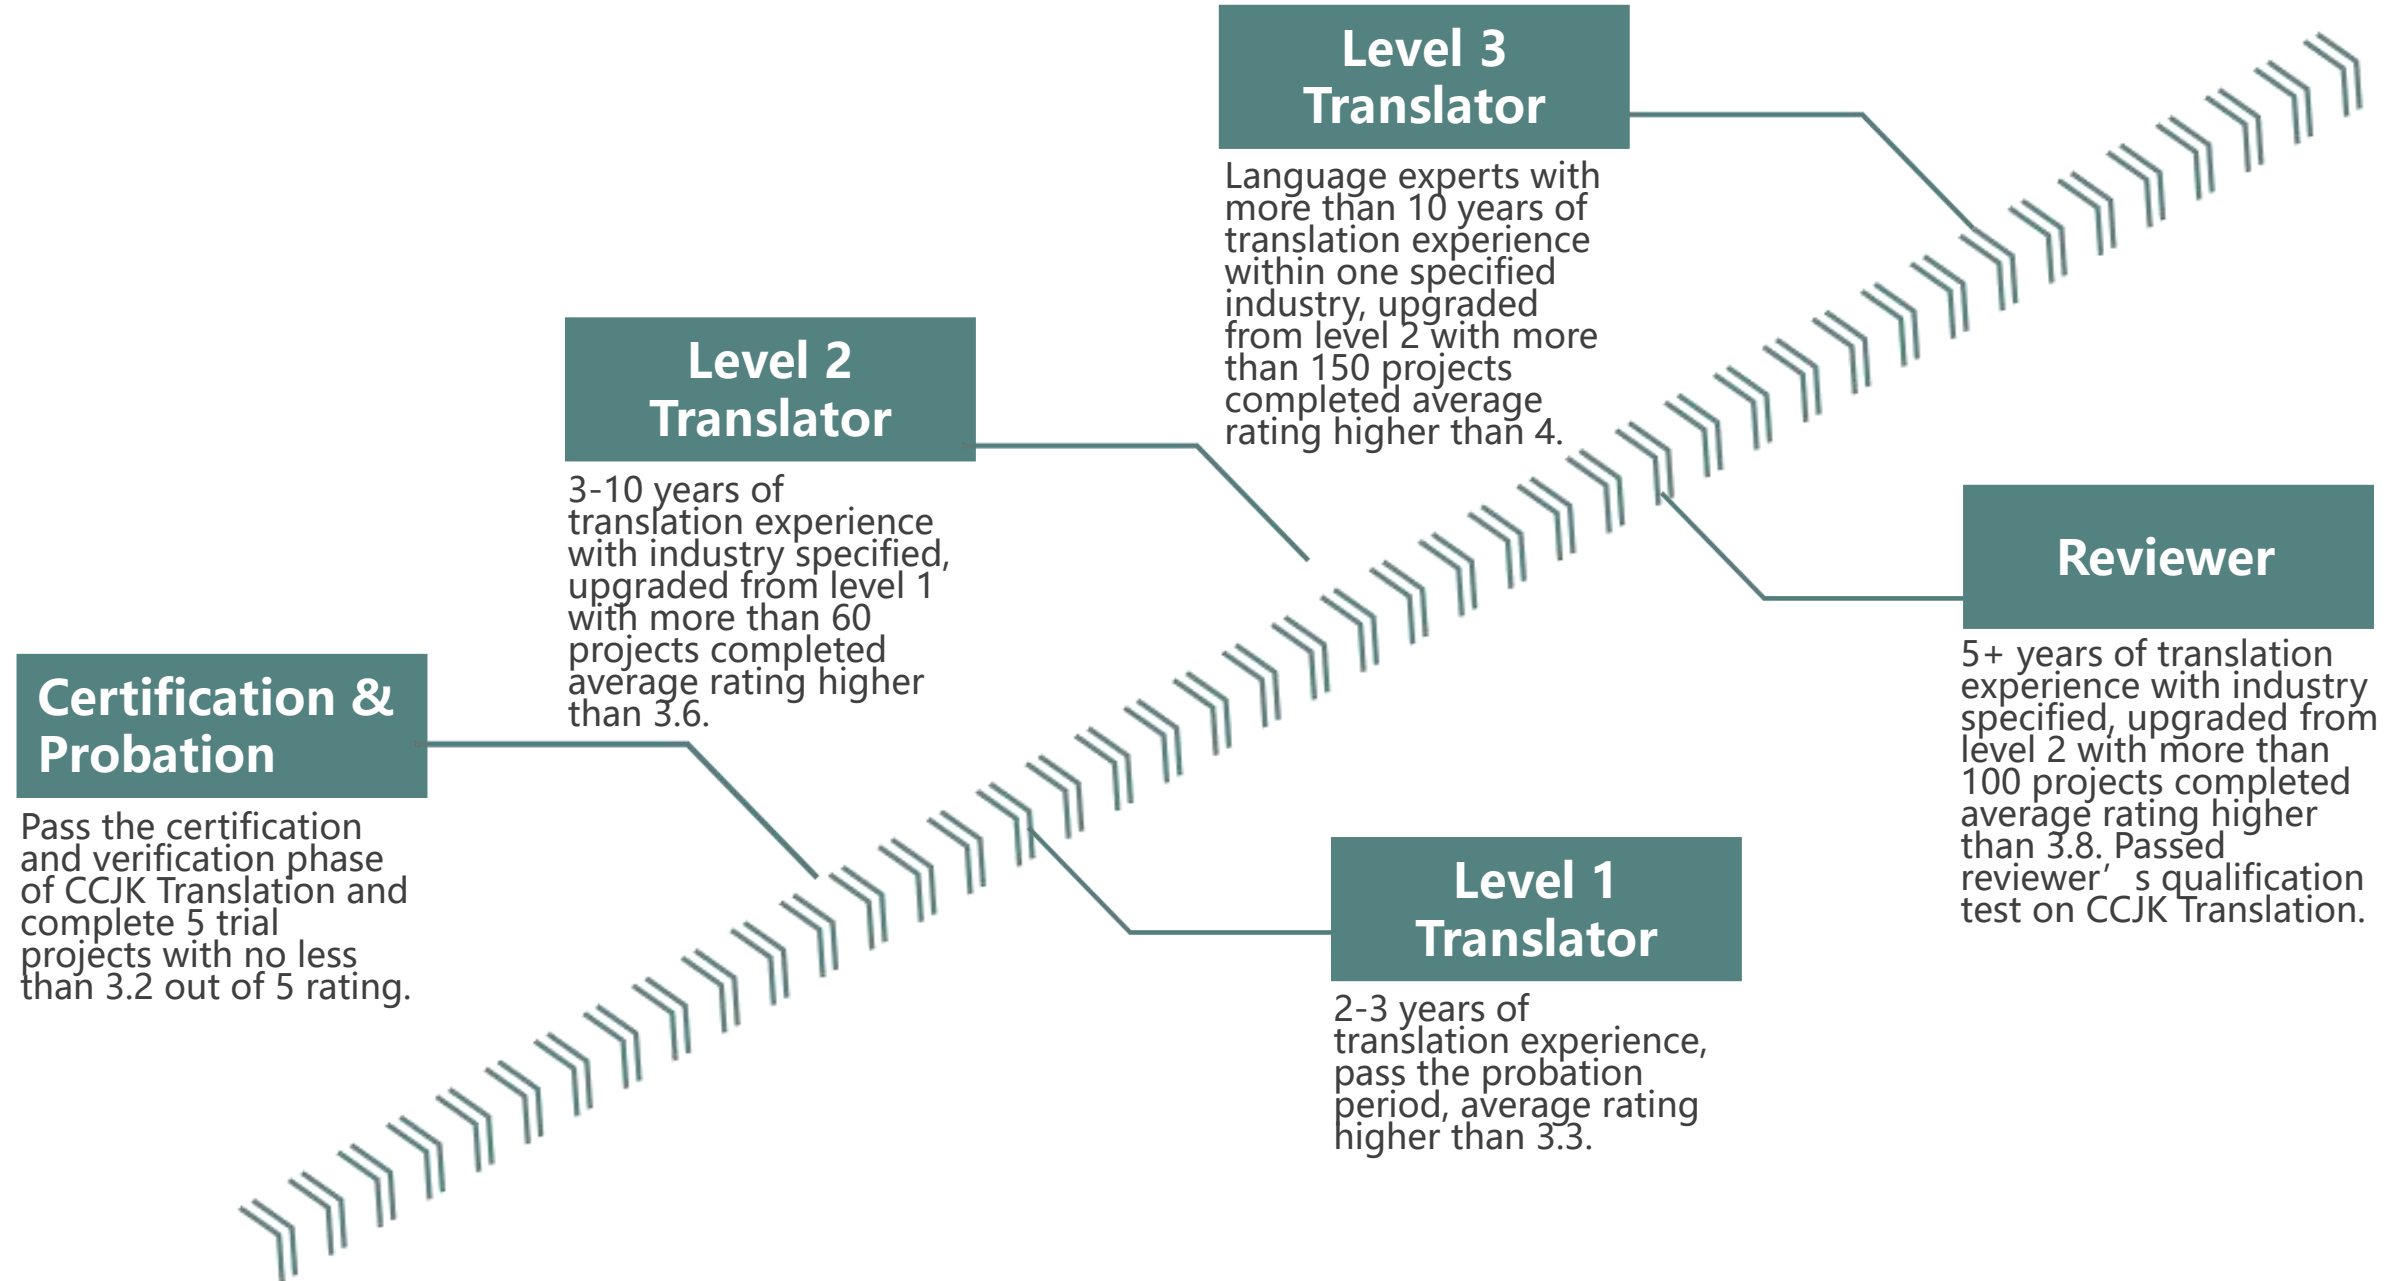 Level 3
Translator
Language experts with
more than 10 years of
translation experience
within one specified
industry, upgraded
from level 2 with more
than 150 projects
completed average
rating higher than 4.
Level 2
Translator
3-10 years of
translation experience
with industry specified,
upgraded from level 1
with more than 60
projects completed
average rating higher
than 3.6.
Reviewer
5+ years of translation
experience with industry
specified, upgraded from
level 2 with more than
100 projects completed
average rating higher
than 3.8. Passed
reviewer’ s qualification
test on CCJK Translation.
Certification &
Probation
Pass the certification
and verification phase
of CCJK Translation and
complete 5 trial
projects with no less
than 3.2 out of 5 rating.
Level 1
Translator
2-3 years of
translation experience,
pass the probation
period, average rating
higher than 3.3.